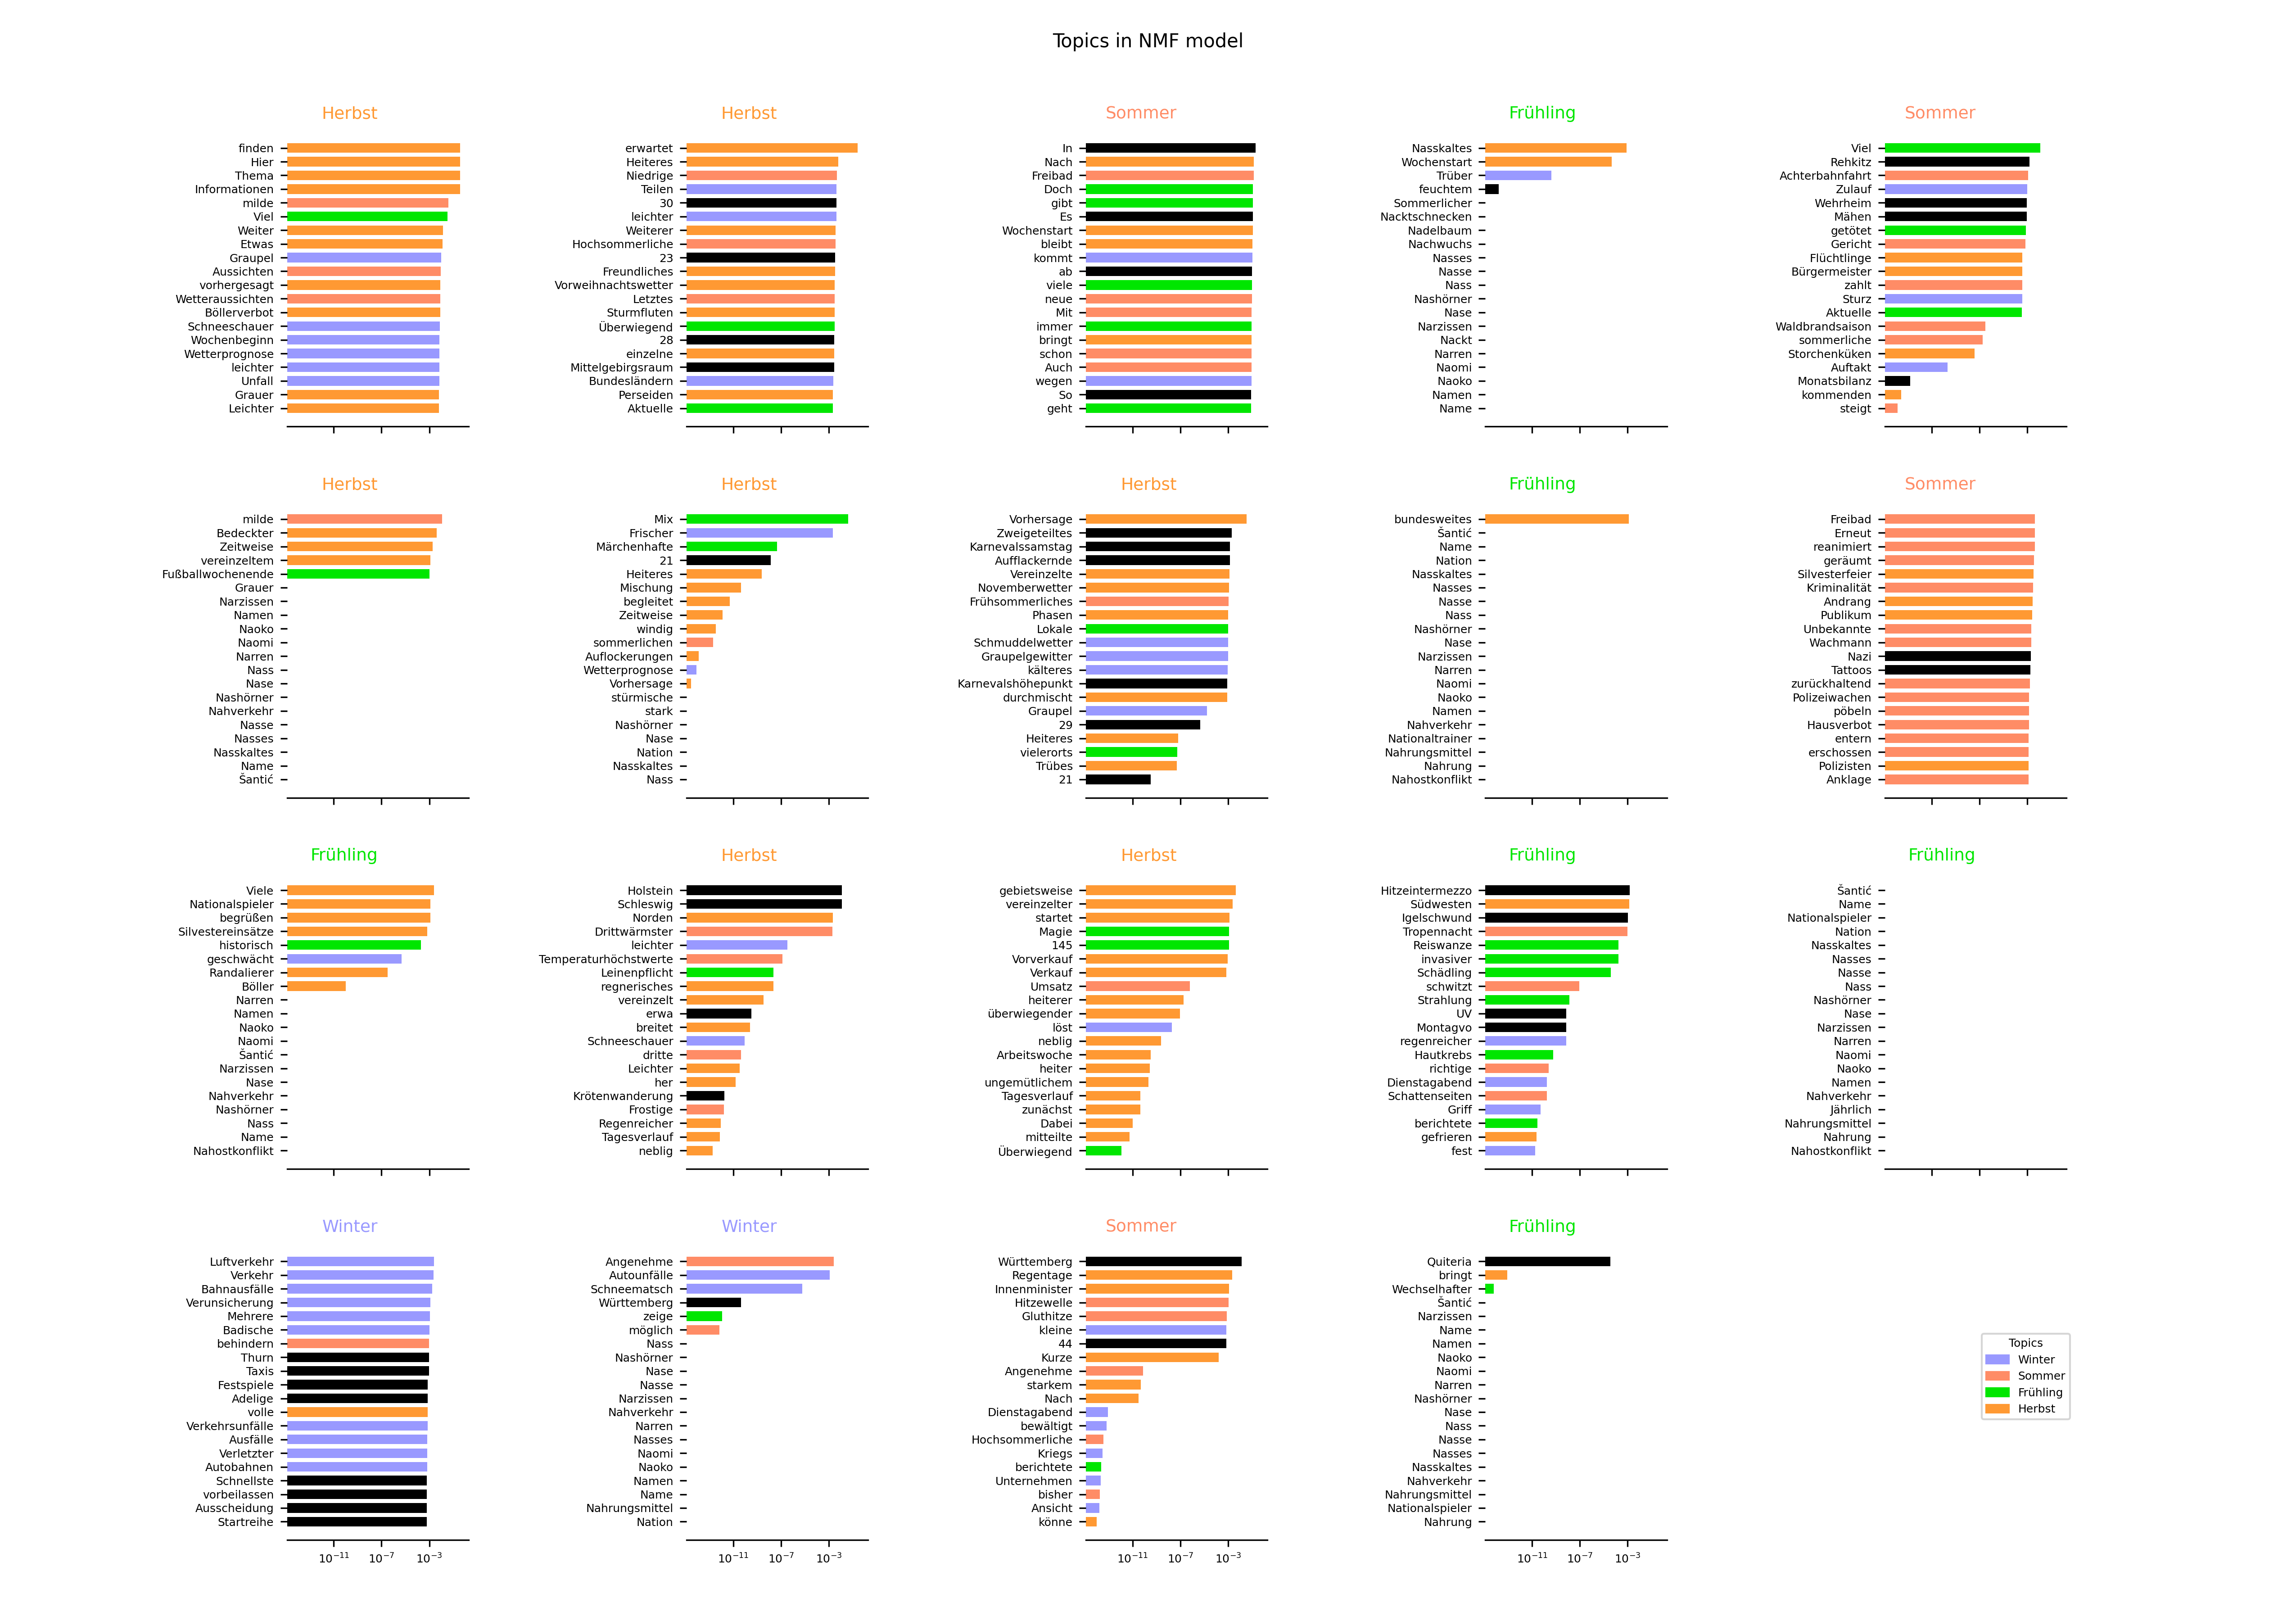 Topics in NMF model
Herbst
finden
Hier
Thema
Informationen
milde
Viel
Weiter
Etwas
Graupel
Aussichten
vorhergesagt
Wetteraussichten
Böllerverbot
Schneeschauer
Wochenbeginn
Wetterprognose
leichter
Unfall
Grauer
Leichter
Herbst
erwartet
Heiteres
Niedrige
Teilen
30
leichter
Weiterer
Hochsommerliche
23
Freundliches
Vorweihnachtswetter
Letztes
Sturmfluten
Überwiegend
28
einzelne
Mittelgebirgsraum
Bundesländern
Perseiden
Aktuelle
Sommer
In
Nach
Freibad
Doch
gibt
Es
Wochenstart
bleibt
kommt
ab
viele
neue
Mit
immer
bringt
schon
Auch
wegen
So
geht
Frühling
Nasskaltes
Wochenstart
Trüber
feuchtem
Sommerlicher
Nacktschnecken
Nadelbaum
Nachwuchs
Nasses
Nasse
Nass
Nashörner
Nase
Narzissen
Nackt
Narren
Naomi
Naoko
Namen
Name
Sommer
Viel
Rehkitz
Achterbahnfahrt
Zulauf
Wehrheim
Mähen
getötet
Gericht
Flüchtlinge
Bürgermeister
zahlt
Sturz
Aktuelle
Waldbrandsaison
sommerliche
Storchenküken
Auftakt
Monatsbilanz
kommenden
steigt
Herbst
milde
Bedeckter
Zeitweise
vereinzeltem
Fußballwochenende
Grauer
Narzissen
Namen
Naoko
Naomi
Narren
Nass
Nase
Nashörner
Nahverkehr
Nasse
Nasses
Nasskaltes
Name
Šantić
Herbst
Mix
Frischer
Märchenhafte
21
Heiteres
Mischung
begleitet
Zeitweise
windig
sommerlichen
Auflockerungen
Wetterprognose
Vorhersage
stürmische
stark
Nashörner
Nase
Nation
Nasskaltes
Nass
Herbst
Vorhersage
Zweigeteiltes
Karnevalssamstag
Aufflackernde
Vereinzelte
Novemberwetter
Frühsommerliches
Phasen
Lokale
Schmuddelwetter
Graupelgewitter
kälteres
Karnevalshöhepunkt
durchmischt
Graupel
29
Heiteres
vielerorts
Trübes
21
Frühling
bundesweites
Šantić
Name
Nation
Nasskaltes
Nasses
Nasse
Nass
Nashörner
Nase
Narzissen
Narren
Naomi
Naoko
Namen
Nahverkehr
Nationaltrainer
Nahrungsmittel
Nahrung
Nahostkonflikt
Sommer
Freibad
Erneut
reanimiert
geräumt
Silvesterfeier
Kriminalität
Andrang
Publikum
Unbekannte
Wachmann
Nazi
Tattoos
zurückhaltend
Polizeiwachen
pöbeln
Hausverbot
entern
erschossen
Polizisten
Anklage
Frühling
Viele
Nationalspieler
begrüßen
Silvestereinsätze
historisch
geschwächt
Randalierer
Böller
Narren
Namen
Naoko
Naomi
Šantić
Narzissen
Nase
Nahverkehr
Nashörner
Nass
Name
Nahostkonflikt
Herbst
Holstein
Schleswig
Norden
Drittwärmster
leichter
Temperaturhöchstwerte
Leinenpflicht
regnerisches
vereinzelt
erwa
breitet
Schneeschauer
dritte
Leichter
her
Krötenwanderung
Frostige
Regenreicher
Tagesverlauf
neblig
Herbst
gebietsweise
vereinzelter
startet
Magie
145
Vorverkauf
Verkauf
Umsatz
heiterer
überwiegender
löst
neblig
Arbeitswoche
heiter
ungemütlichem
Tagesverlauf
zunächst
Dabei
mitteilte
Überwiegend
Frühling
Hitzeintermezzo
Südwesten
Igelschwund
Tropennacht
Reiswanze
invasiver
Schädling
schwitzt
Strahlung
UV
Montagvo
regenreicher
Hautkrebs
richtige
Dienstagabend
Schattenseiten
Griff
berichtete
gefrieren
fest
Frühling
Šantić
Name
Nationalspieler
Nation
Nasskaltes
Nasses
Nasse
Nass
Nashörner
Nase
Narzissen
Narren
Naomi
Naoko
Namen
Nahverkehr
Jährlich
Nahrungsmittel
Nahrung
Nahostkonflikt
Winter
Luftverkehr
Verkehr
Bahnausfälle
Verunsicherung
Mehrere
Badische
behindern
Thurn
Taxis
Festspiele
Adelige
volle
Verkehrsunfälle
Ausfälle
Verletzter
Autobahnen
Schnellste
vorbeilassen
Ausscheidung
Startreihe
10⁻¹¹ 10⁻⁷ 10⁻³
Winter
Angenehme
Autounfälle
Schneematsch
Württemberg
zeige
möglich
Nass
Nashörner
Nase
Nasse
Narzissen
Nahverkehr
Narren
Nasses
Naomi
Naoko
Namen
Name
Nahrungsmittel
Nation
10⁻¹¹ 10⁻⁷ 10⁻³
Sommer
Württemberg
Regentage
Innenminister
Hitzewelle
Gluthitze
kleine
44
Kurze
Angenehme
starkem
Nach
Dienstagabend
bewältigt
Hochsommerliche
Kriegs
berichtete
Unternehmen
bisher
Ansicht
könne
10⁻¹¹ 10⁻⁷ 10⁻³
Frühling
Quiteria
bringt
Wechselhafter
Šantić
Narzissen
Name
Namen
Naoko
Naomi
Narren
Nashörner
Nase
Nass
Nasse
Nasses
Nasskaltes
Nahverkehr
Nahrungsmittel
Nationalspieler
Nahrung
10⁻¹¹ 10⁻⁷ 10⁻³
Topics
Winter
Sommer
Frühling
Herbst